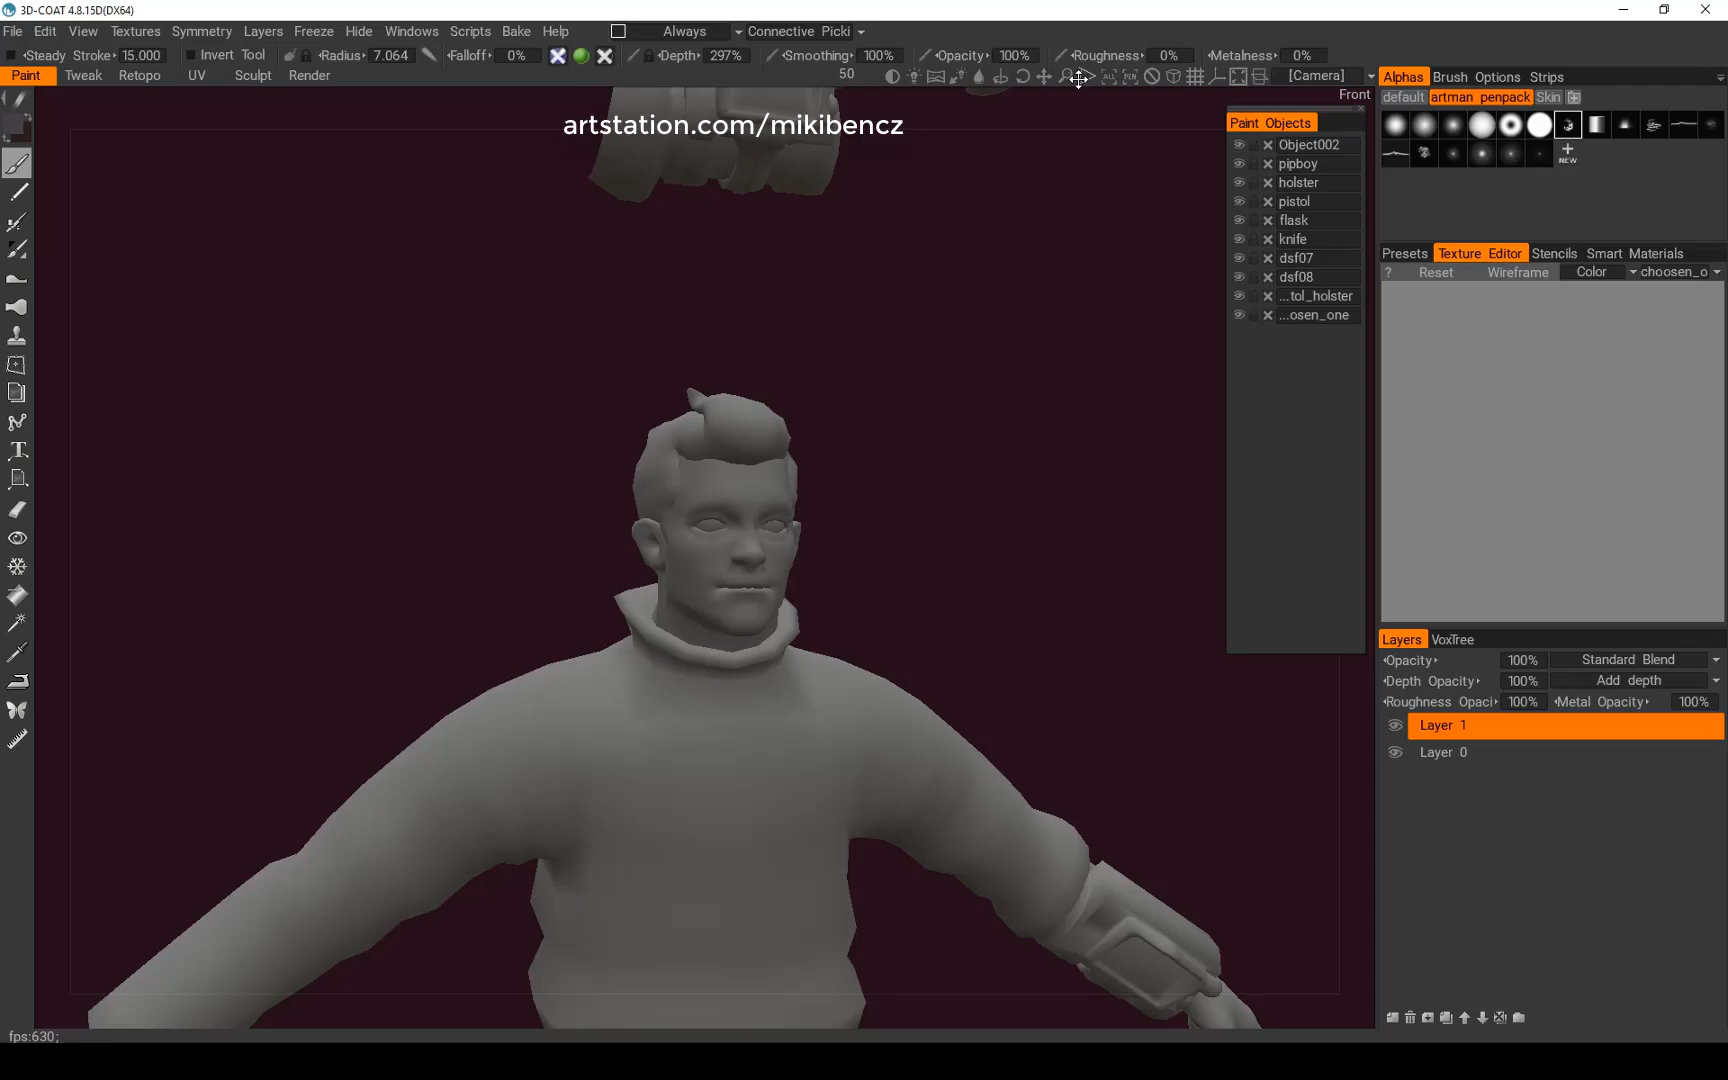 3D-COAT 4.8.15D(DX64)
File Edit View Textures Symmetry Layers Freeze Hide Windows Scripts Bake Help Always Connective Picki
Steady Stroke 15.000 Invert Tool Radius 7.064 Falloff 0% Depth 297% Smoothing 100% Opacity 100% Roughness 0% Metalness 0%
Paint Tweak Retopo UV Sculpt Render 50 ALL PEN [Camera]
Front
artstation.com/mikibencz
Paint Objects
Object002
pipboy
holster
pistol
flask
knife
dsf07
dsf08
...tol_holster
...osen_one
Alphas Brush Options Strips
default artman penpack Skin
NEW
Presets Texture Editor Stencils Smart Materials
? Reset Wireframe Color choosen_o
Layers VoxTree
Opacity 100% Standard Blend
Depth Opacity 100% Add depth
Roughness Opaci 100% Metal Opacity 100%
Layer 1
Layer 0
fps:630;